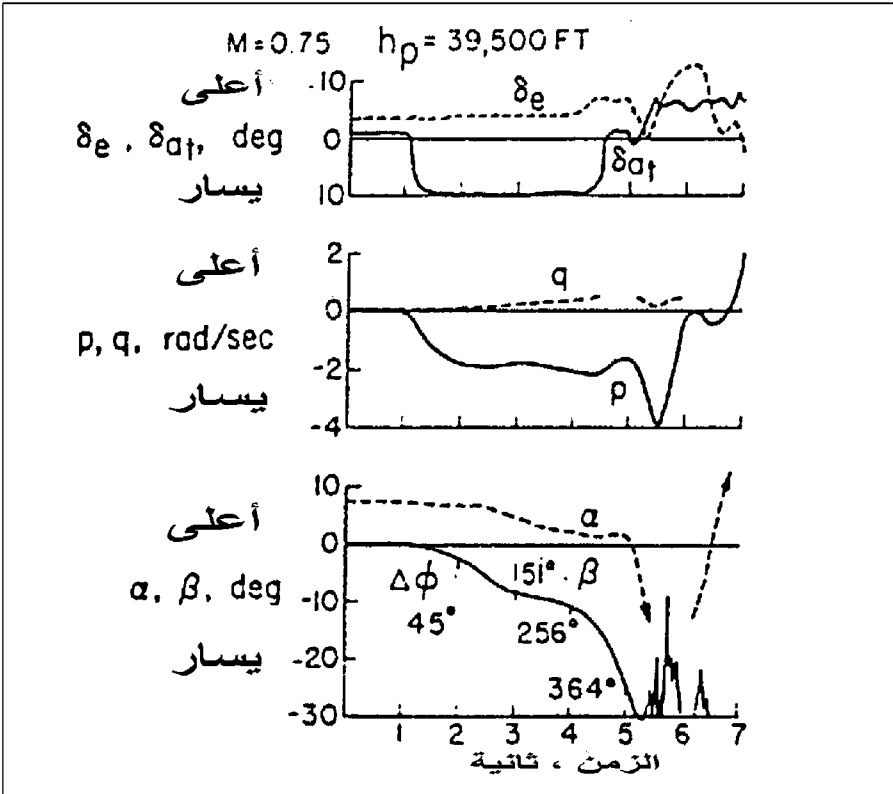 M = 0.75 hp = 39,500 FT
أعلى
δe , δat, deg
يسار
-10
0
10
δe
δat
أعلى
p, q, rad/sec
يسار
2
0
-2
-4
q
p
أعلى
α, β, deg
يسار
10
0
-10
-20
-30
α
Δϕ 151° β
45° 256°
364°
1 2 3 4 5 6 7
الزمن ، ثانية